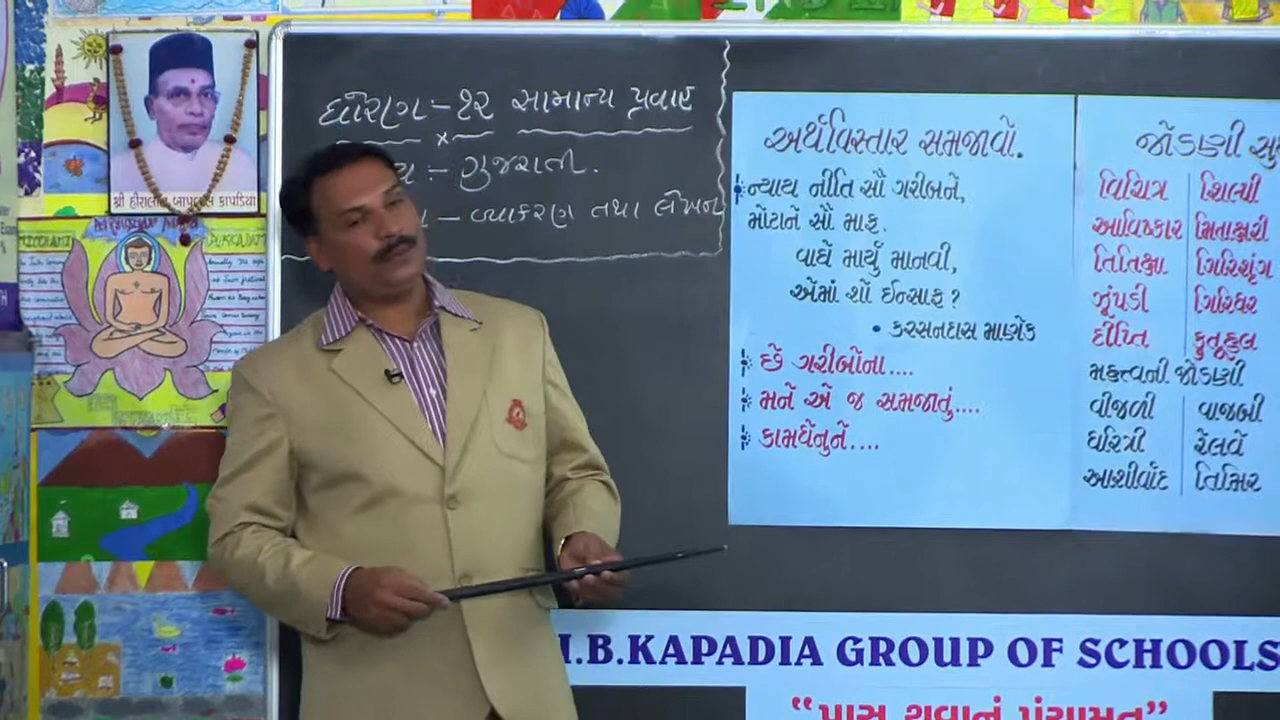 શ્રી હીરાલાલ બાપુલાલ કાપડિયા
ધોરણ :- ૧૨ સામાન્ય પ્રવાહ
:- ગુજરાતી.
- વ્યાકરણ તથા લેખન
અર્થવિસ્તાર સમજાવો.
ન્યાય નીતિ સૌ ગરીબને,
મોટાને સૌ માફ.
વાઘે માર્યું માનવી,
એમાં શો ઈન્સાફ?
• કરસનદાસ માણેક
છે ગરીબોના....
મને એ જ સમજાતું....
કામધેનુને....
જોડણી
વિચિત્ર શિલ્પી
આવિષ્કાર મિતાક્ષરી
તિતિક્ષા ગિરિશૃંગ
ઝૂંપડી ગિરિધર
દીપ્તિ કુતૂહલ
મહત્ત્વની જોડણી
વીજળી વાજબી
ધરિત્રી રેલવે
આશીર્વાદ તિમિર
.B.KAPADIA GROUP OF SCHOOLS
“પાસ થવાનું પંચામૃત”